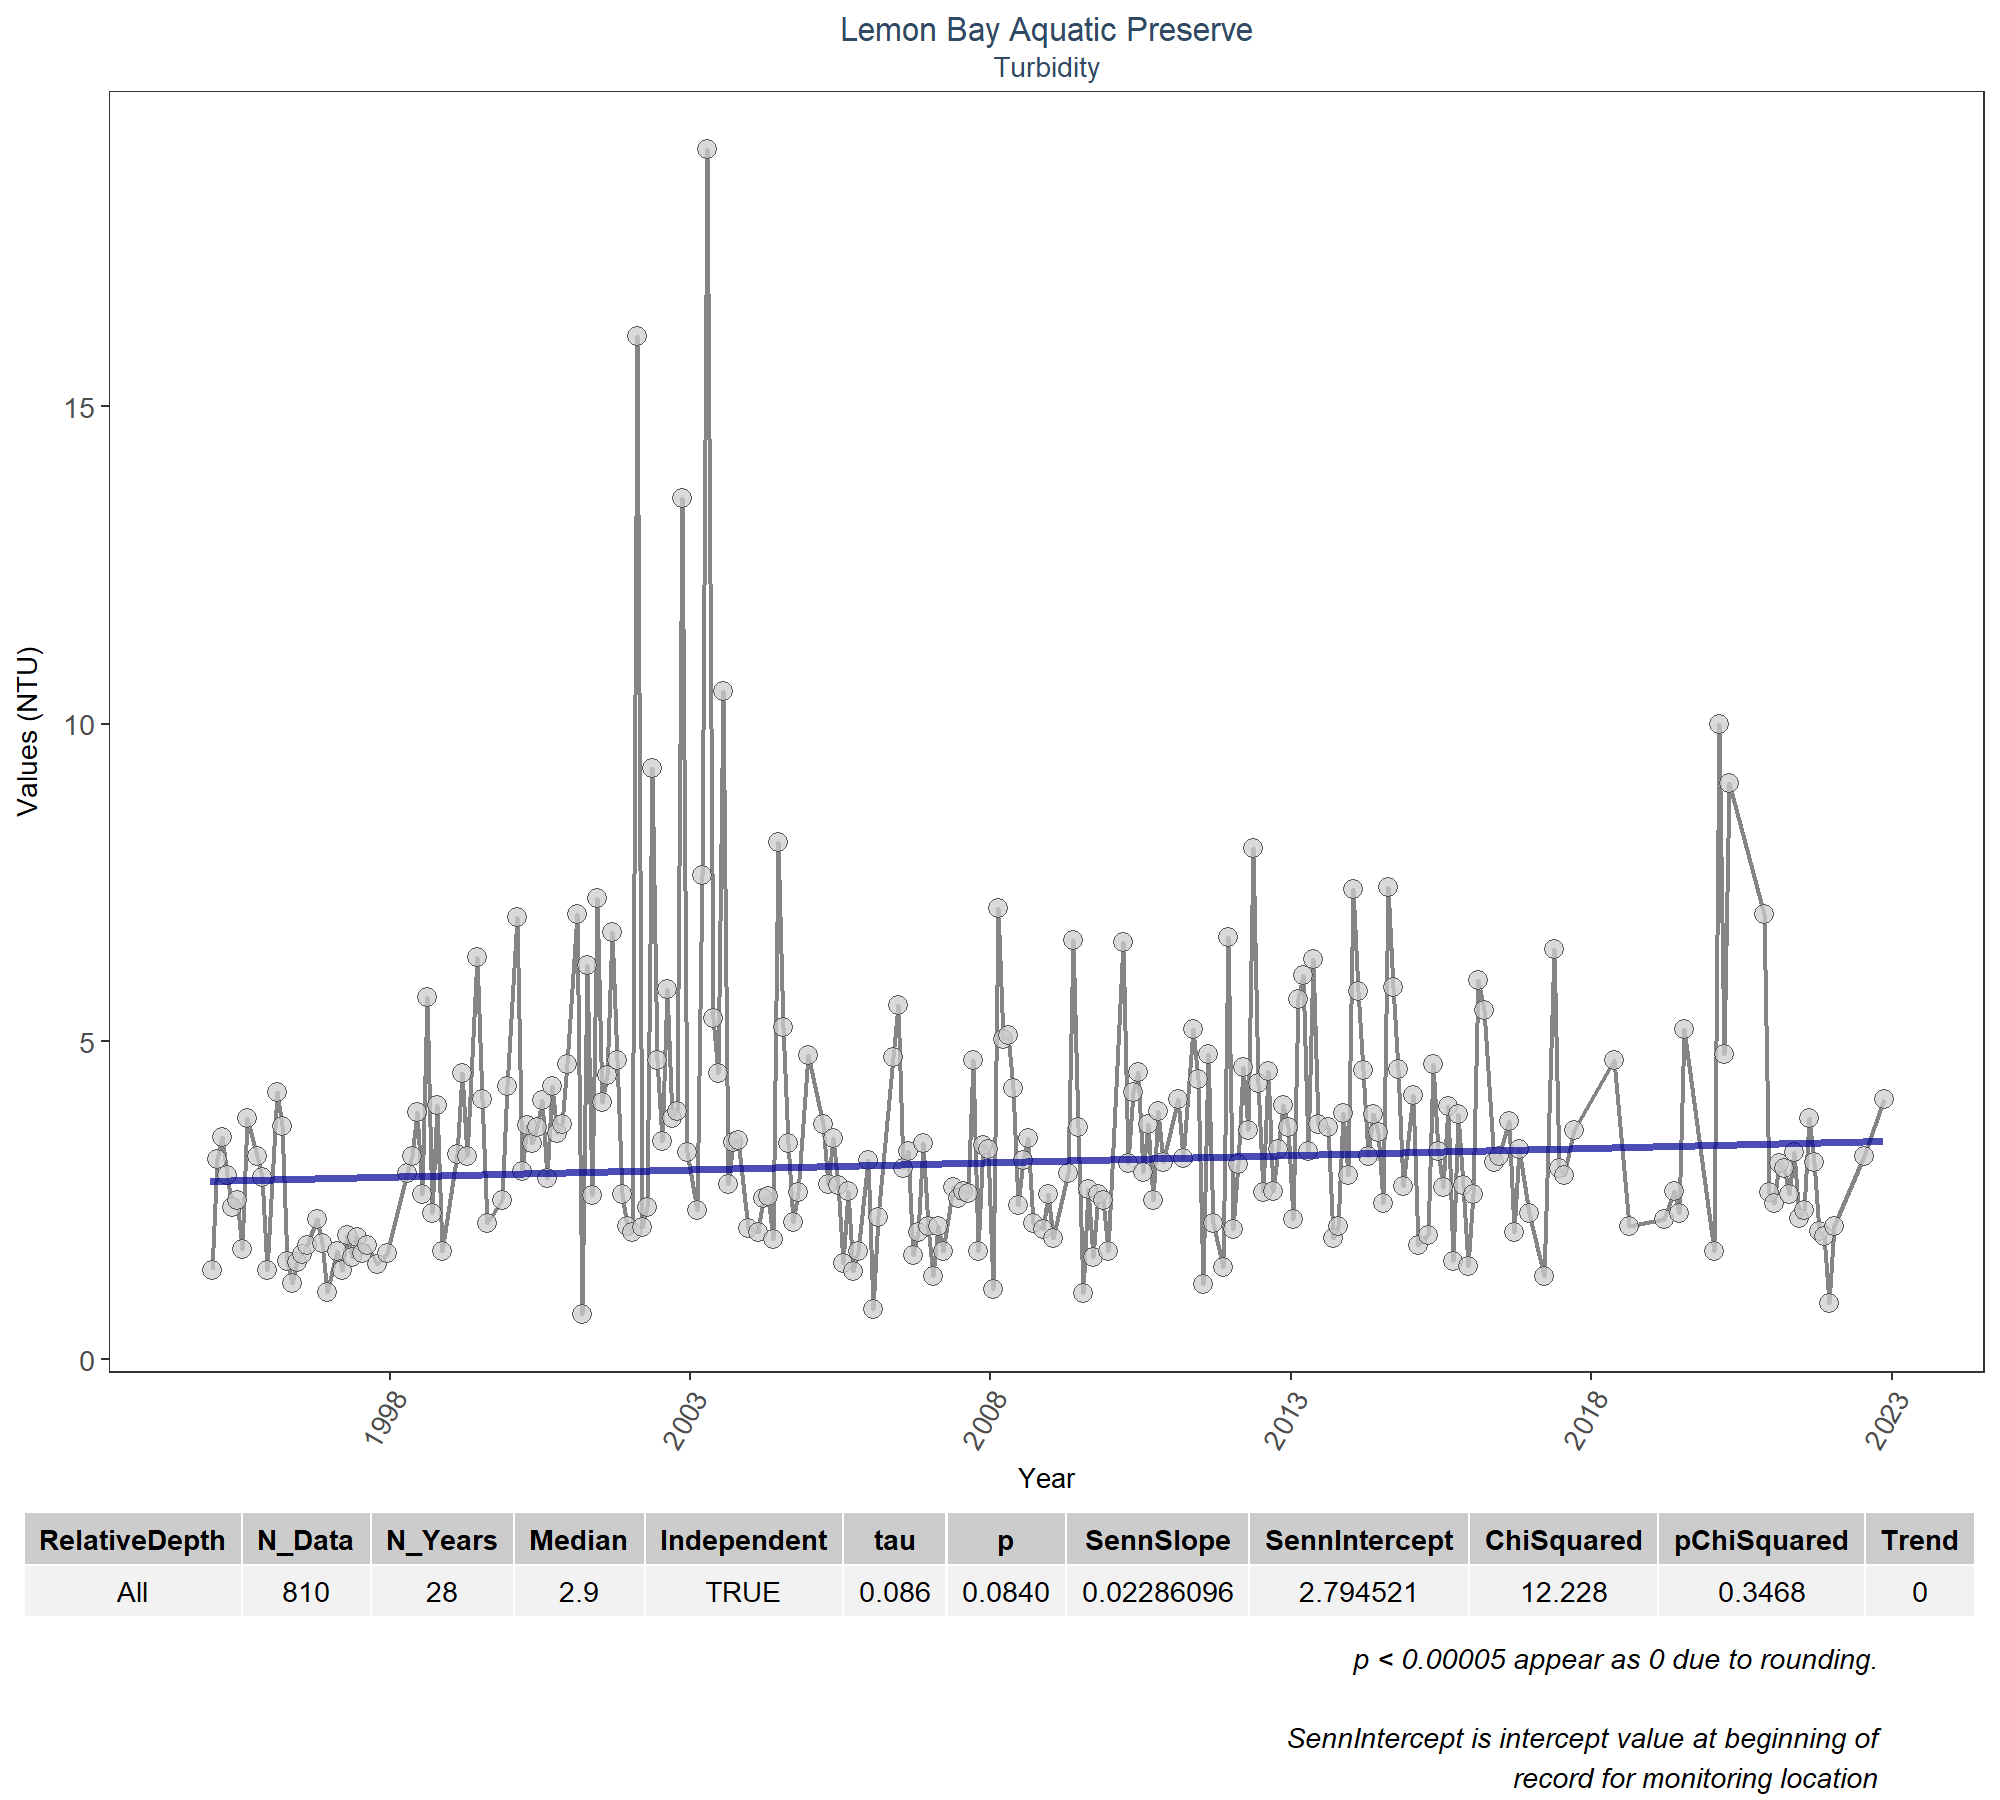 Lemon Bay Aquatic Preserve
Turbidity
Values (NTU)
15
10
5
0
1998 2003 2008 2013 2018 2023
Year
RelativeDepth N_Data N_Years Median Independent tau p SennSlope SennIntercept ChiSquared pChiSquared Trend
All 810 28 2.9 TRUE 0.086 0.0840 0.02286096 2.794521 12.228 0.3468 0
p < 0.00005 appear as 0 due to rounding.
SennIntercept is intercept value at beginning of
record for monitoring location